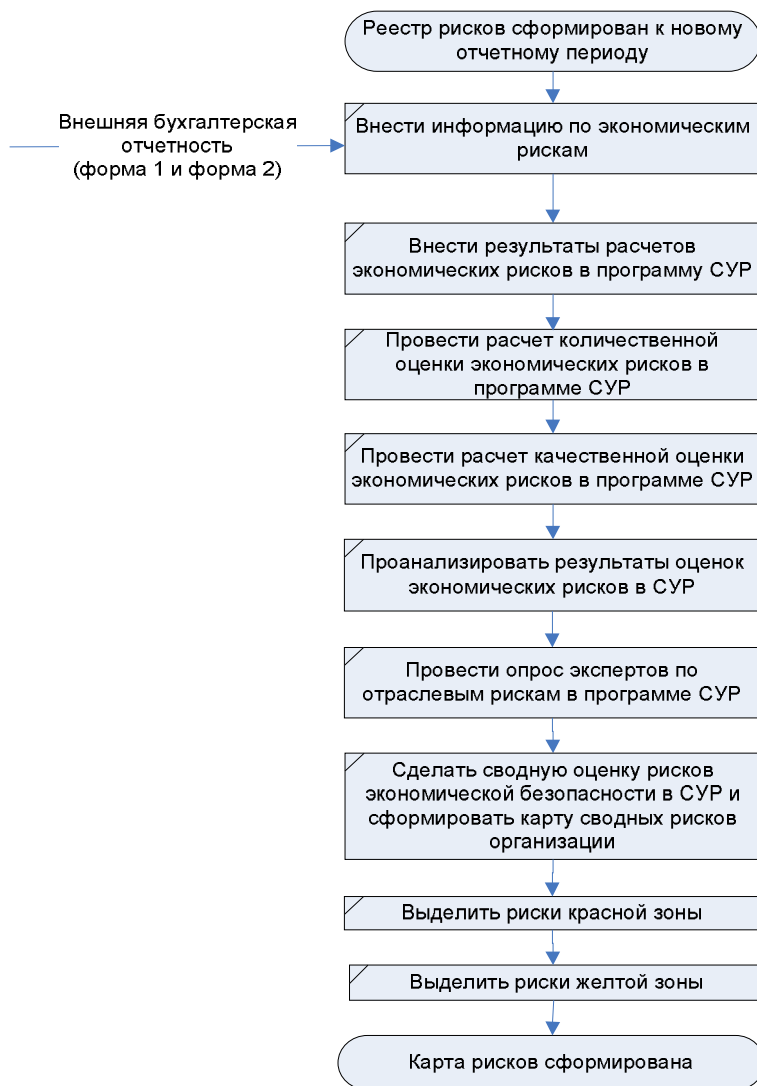 Реестр рисков сформирован к новому
отчетному периоду
Внешняя бухгалтерская
отчетность
(форма 1 и форма 2)
Внести информацию по экономическим
рискам
Внести результаты расчетов
экономических рисков в программу СУР
Провести расчет количественной
оценки экономических рисков в
программе СУР
Провести расчет качественной оценки
экономических рисков в программе СУР
Проанализировать результаты оценок
экономических рисков в СУР
Провести опрос экспертов по
отраслевым рискам в программе СУР
Сделать сводную оценку рисков
экономической безопасности в СУР и
сформировать карту сводных рисков
организации
Выделить риски красной зоны
Выделить риски желтой зоны
Карта рисков сформирована